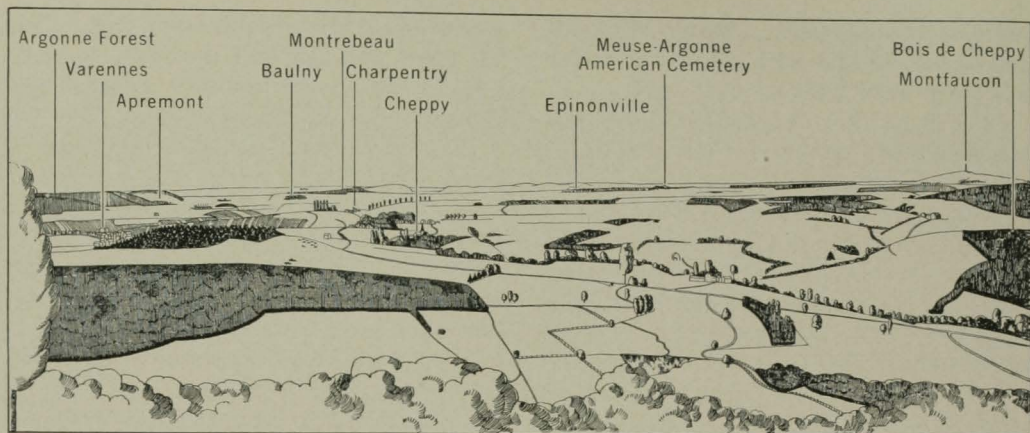 Argonne Forest
Varennes
Apremont
Montrebeau
Baulny
Charpentry
Cheppy
Meuse-Argonne
American Cemetery
Epinonville
Bois de Cheppy
Montfaucon